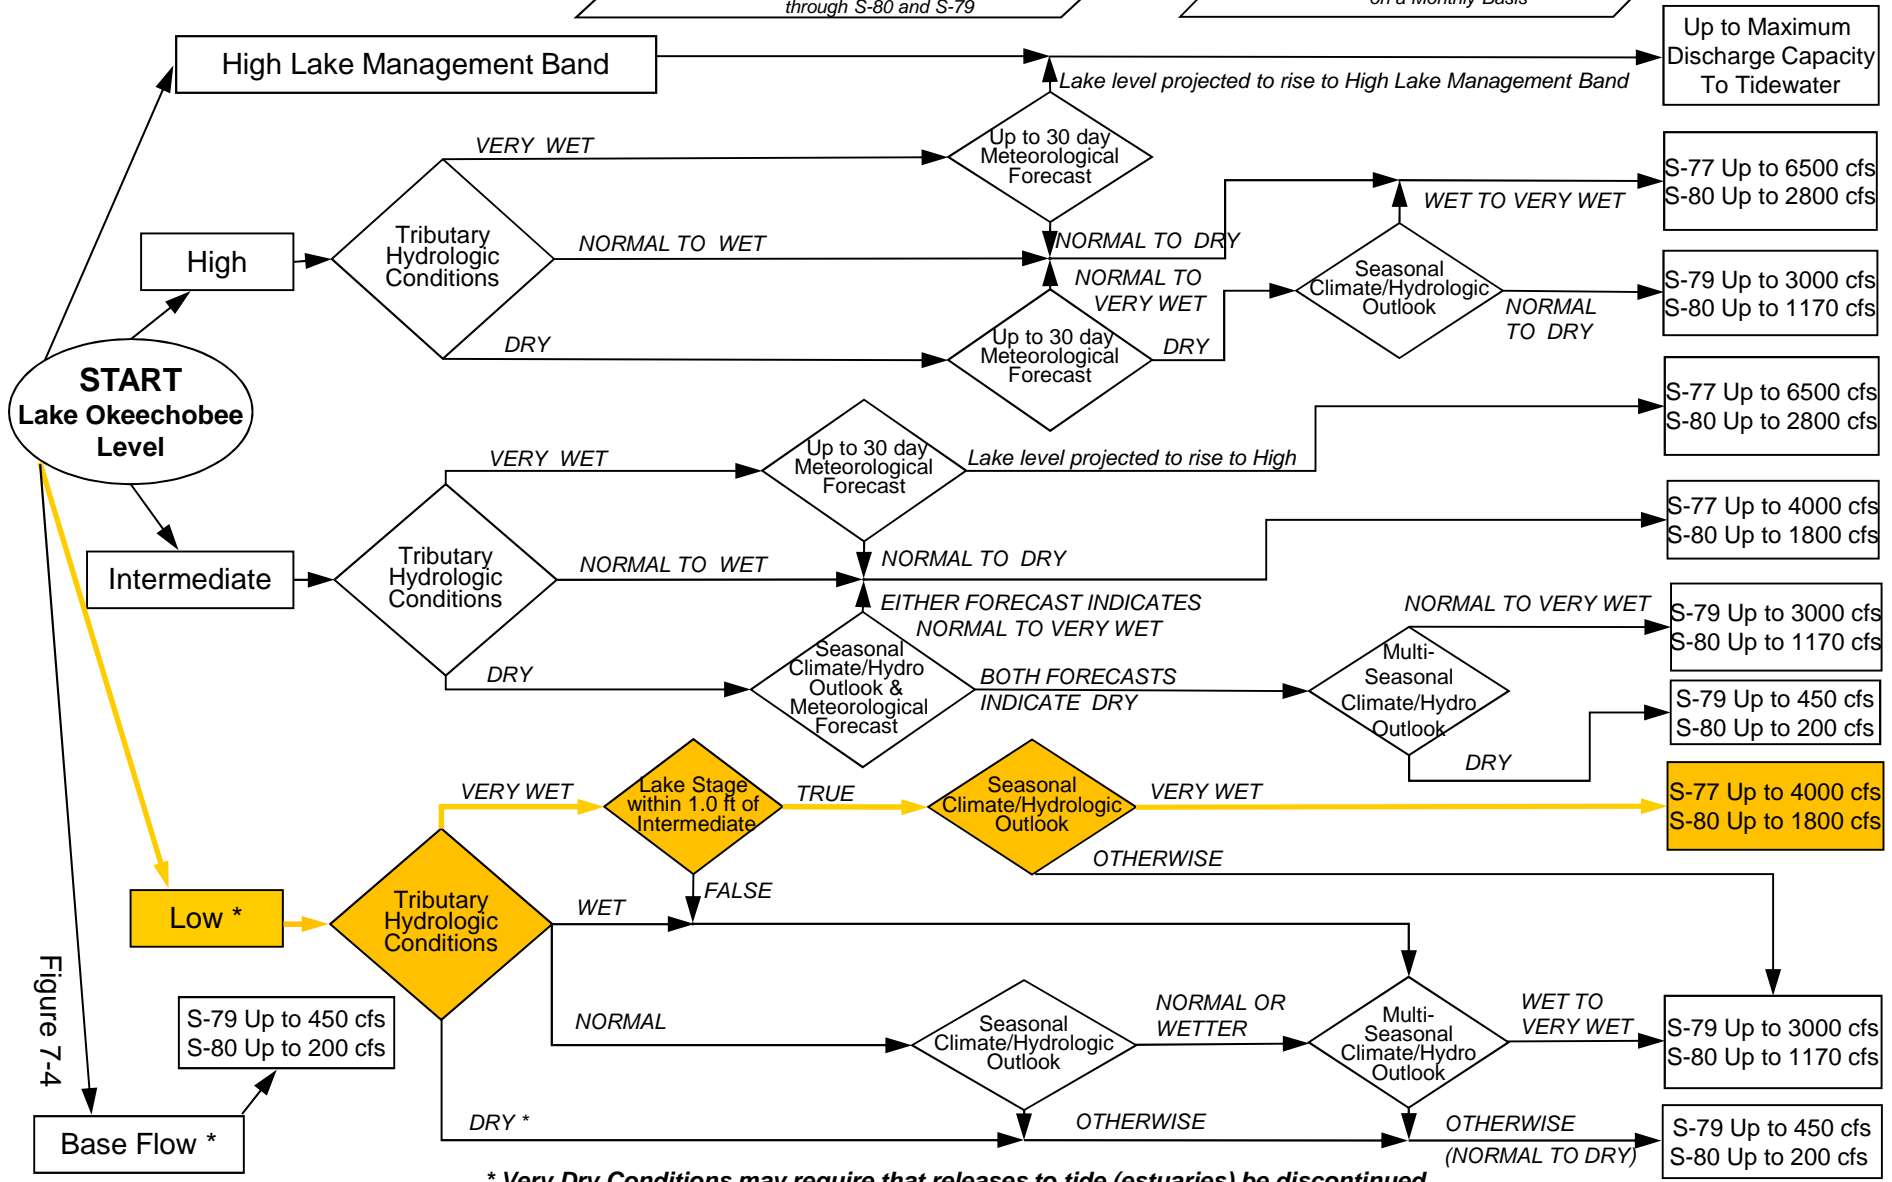 through S-80 and S-79
on a Monthly Basis
High Lake Management Band
Lake level projected to rise to High Lake Management Band
Up to Maximum
Discharge Capacity
To Tidewater
VERY WET
Up to 30 day
Meteorological
Forecast
S-77 Up to 6500 cfs
S-80 Up to 2800 cfs
WET TO VERY WET
High
Tributary
Hydrologic
Conditions
NORMAL TO WET
NORMAL TO DRY
NORMAL TO
VERY WET
Seasonal
Climate/Hydrologic
Outlook
NORMAL
TO DRY
S-79 Up to 3000 cfs
S-80 Up to 1170 cfs
DRY
Up to 30 day
Meteorological
Forecast
DRY
START
Lake Okeechobee
Level
S-77 Up to 6500 cfs
S-80 Up to 2800 cfs
VERY WET
Up to 30 day
Meteorological
Forecast
Lake level projected to rise to High
S-77 Up to 4000 cfs
S-80 Up to 1800 cfs
Intermediate
Tributary
Hydrologic
Conditions
NORMAL TO WET
NORMAL TO DRY
EITHER FORECAST INDICATES
NORMAL TO VERY WET
NORMAL TO VERY WET
S-79 Up to 3000 cfs
S-80 Up to 1170 cfs
DRY
Seasonal
Climate/Hydro
Outlook &
Meteorological
Forecast
BOTH FORECASTS
INDICATE DRY
Multi-
Seasonal
Climate/Hydro
Outlook
DRY
S-79 Up to 450 cfs
S-80 Up to 200 cfs
VERY WET
Lake Stage
within 1.0 ft of
Intermediate
TRUE
Seasonal
Climate/Hydrologic
Outlook
VERY WET
S-77 Up to 4000 cfs
S-80 Up to 1800 cfs
OTHERWISE
FALSE
Low *
Tributary
Hydrologic
Conditions
WET
NORMAL
Seasonal
Climate/Hydrologic
Outlook
NORMAL OR
WETTER
Multi-
Seasonal
Climate/Hydro
Outlook
WET TO
VERY WET
S-79 Up to 3000 cfs
S-80 Up to 1170 cfs
Figure 7-4
S-79 Up to 450 cfs
S-80 Up to 200 cfs
Base Flow *
DRY *
OTHERWISE
OTHERWISE
(NORMAL TO DRY)
S-79 Up to 450 cfs
S-80 Up to 200 cfs
* Very Dry Conditions may require that releases to tide (estuaries) be discontinued